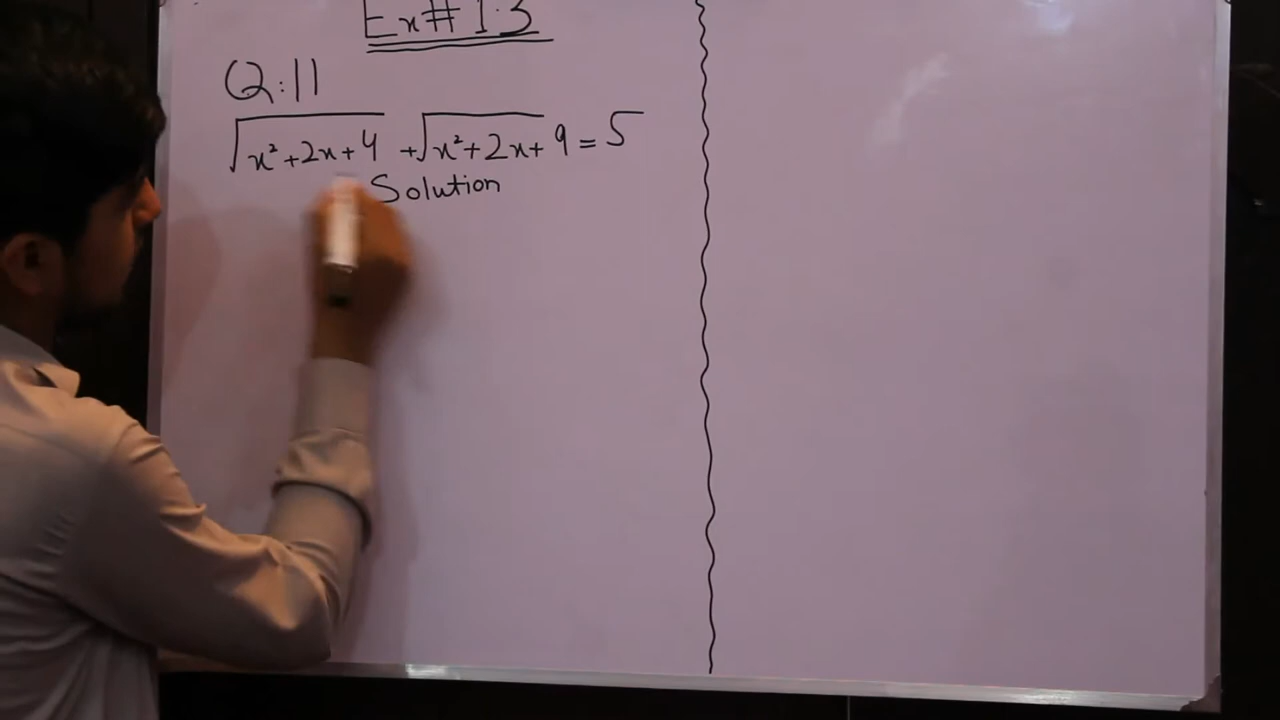 Ex# 1.3
Q:11
√x²+2x+4 + √x²+2x+9 = 5
Solution